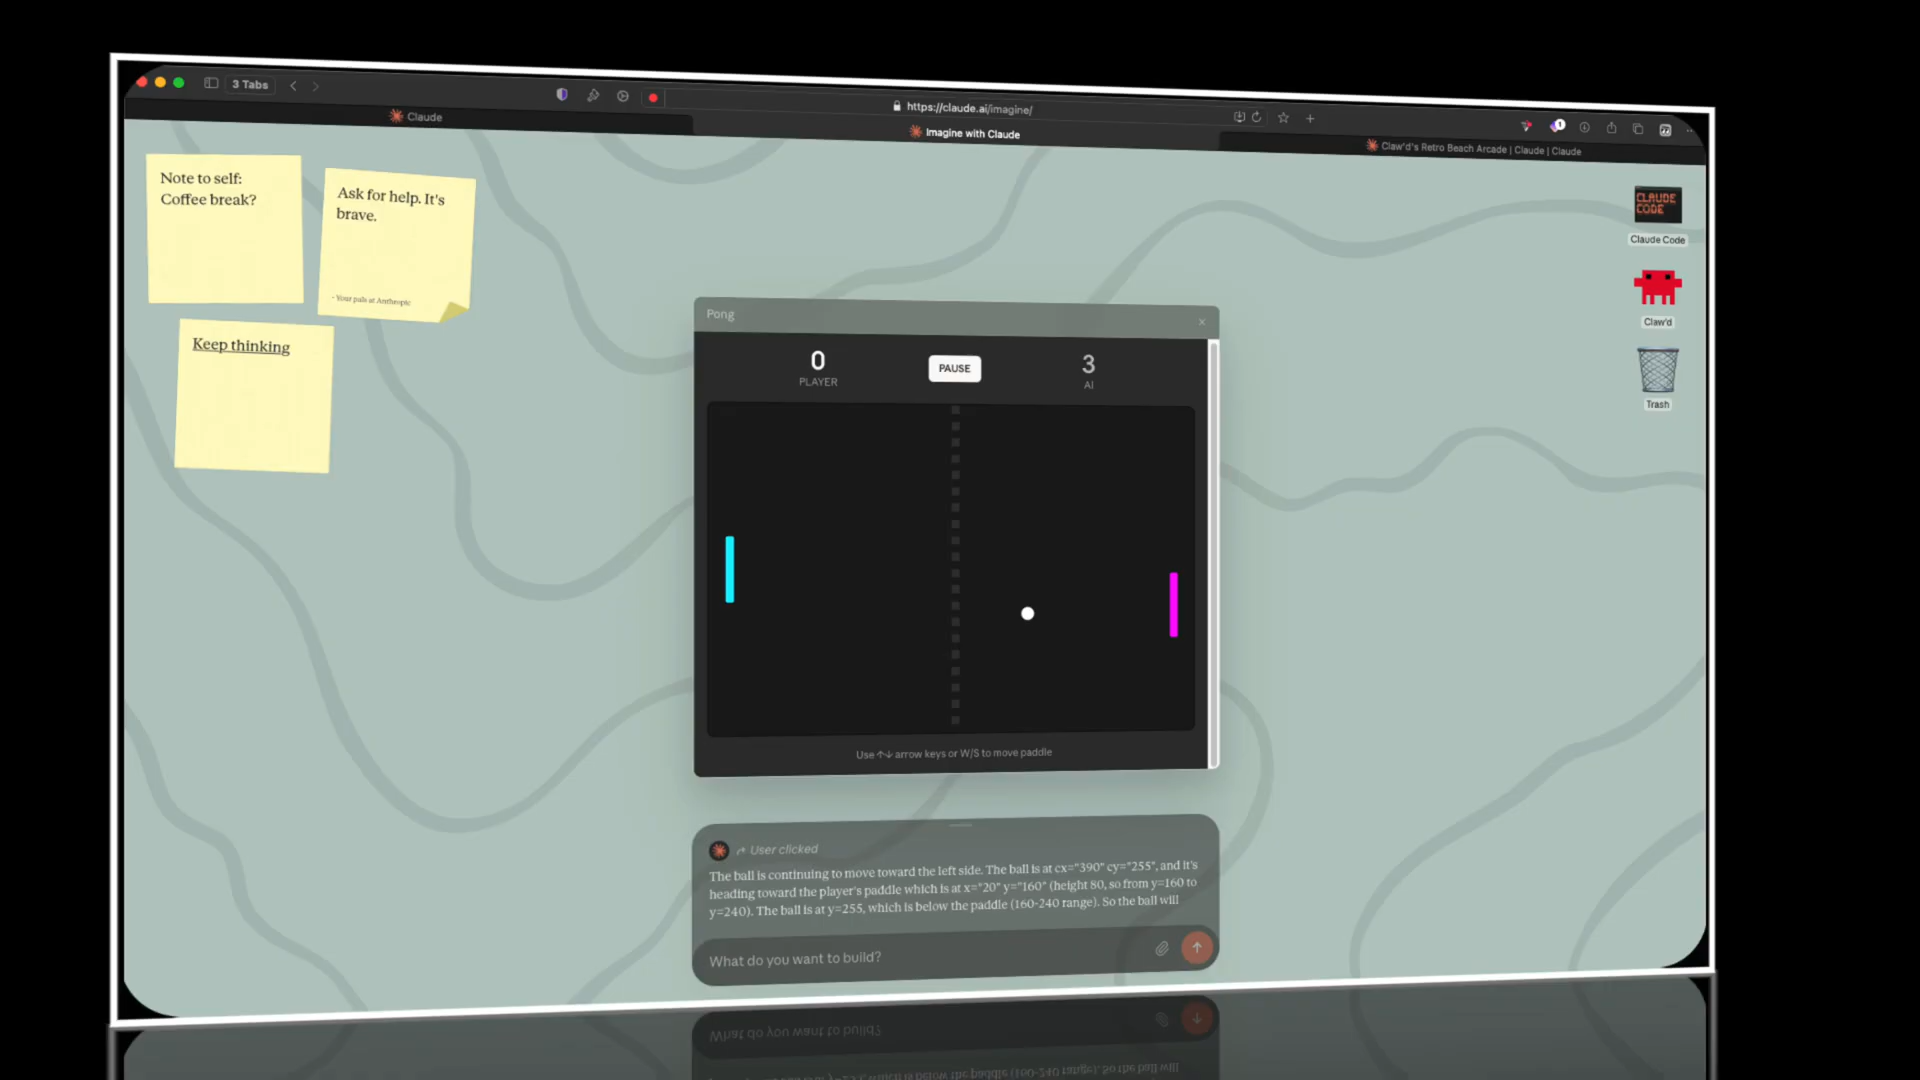 3 Tabs
https://claude.ai/imagine/
Claude
Imagine with Claude
Claw'd's Retro Beach Arcade | Claude | Claude
1
Note to self:
Coffee break?
Ask for help. It's
brave.
- Your pals at Anthropic
Keep thinking
CLAUDE
CODE
Claude Code
Claw'd
Trash
Pong
0
PLAYER
PAUSE
3
AI
Use ↑↓ arrow keys or W/S to move paddle
User clicked
The ball is continuing to move toward the left side. The ball is at cx="390" cy="255", and it's
heading toward the player's paddle which is at x="20" y="160" (height 80, so from y=160 to
y=240). The ball is at y=255, which is below the paddle (160-240 range). So the ball will
What do you want to build?